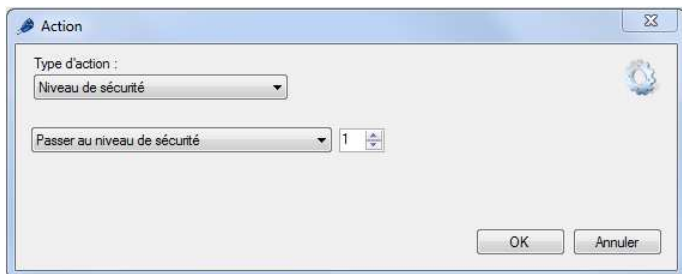 Action
Type d'action :
Niveau de sécurité
Passer au niveau de sécurité 1
OK Annuler